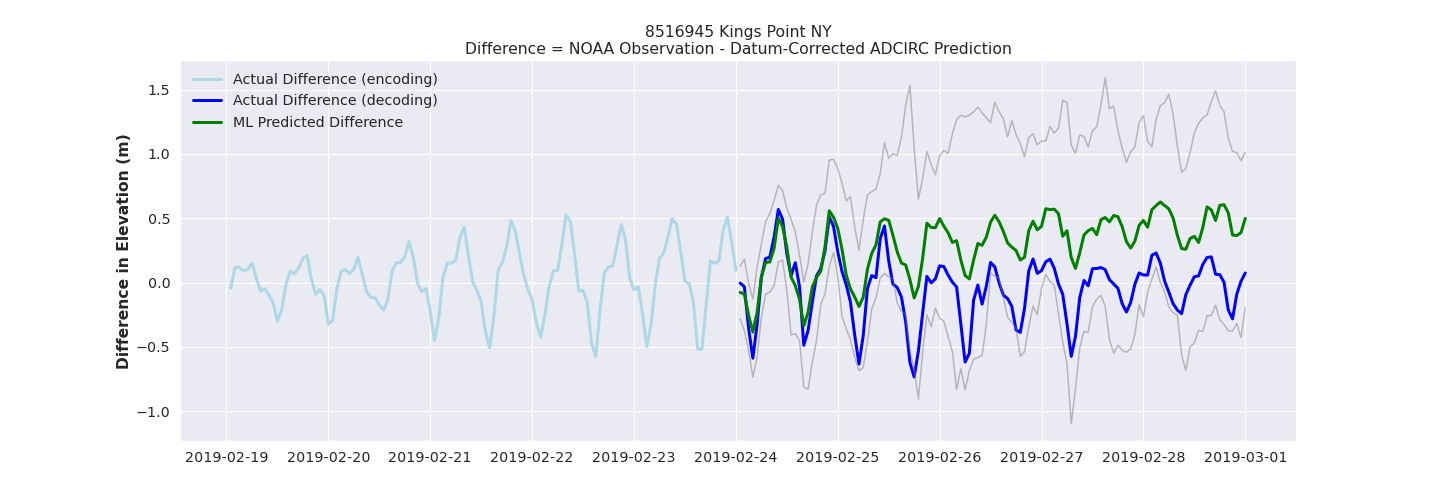 8516945 Kings Point NY
Difference = NOAA Observation - Datum-Corrected ADCIRC Prediction
Actual Difference (encoding)
Actual Difference (decoding)
ML Predicted Difference
Difference in Elevation (m)
1.5
1.0
0.5
0.0
−0.5
−1.0
2019-02-19 2019-02-20 2019-02-21 2019-02-22 2019-02-23 2019-02-24 2019-02-25 2019-02-26 2019-02-27 2019-02-28 2019-03-01